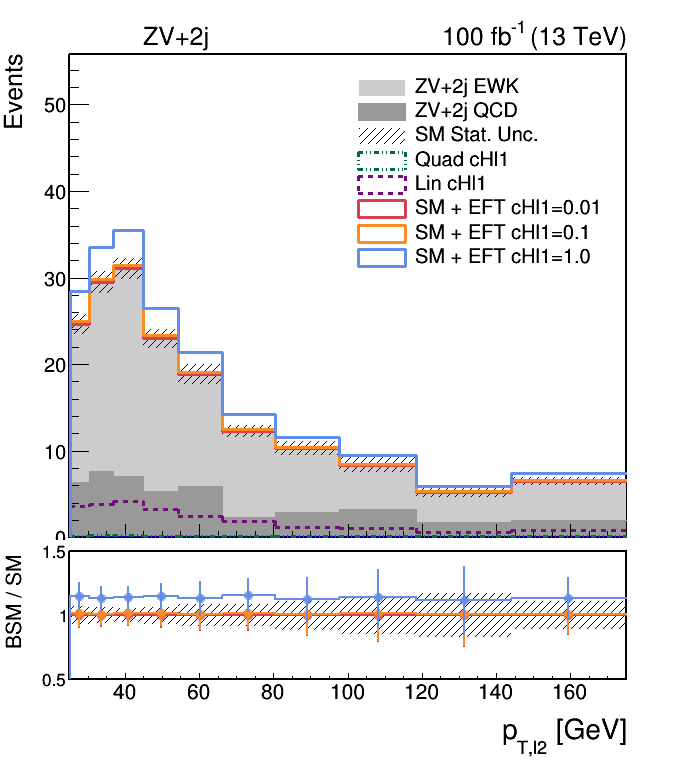 ZV+2j 100 fb⁻¹ (13 TeV)
Events
50
40
30
20
10
0
ZV+2j EWK
ZV+2j QCD
SM Stat. Unc.
Quad cHl1
Lin cHl1
SM + EFT cHl1=0.01
SM + EFT cHl1=0.1
SM + EFT cHl1=1.0
BSM / SM
1.5
1
0.5
40 60 80 100 120 140 160
p_T,l2 [GeV]